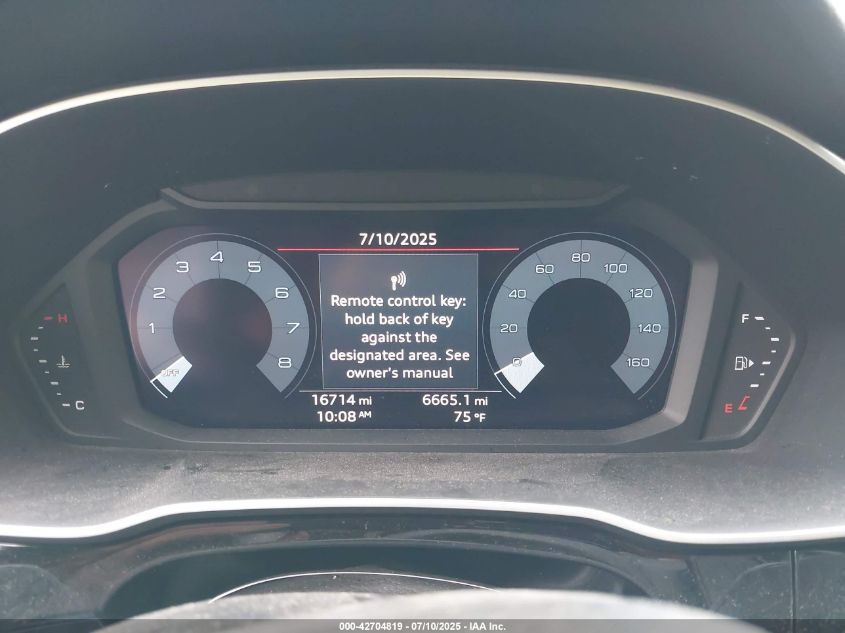 7/10/2025
Remote control key:
hold back of key
against the
designated area. See
owner's manual
16714 mi 6665.1 mi
10:08 AM 75 °F
OFF 1 2 3 4 5 6 7 8
0 20 40 60 80 100 120 140 160
H
C
F
E
000-42704819 - 07/10/2025 - IAA Inc.